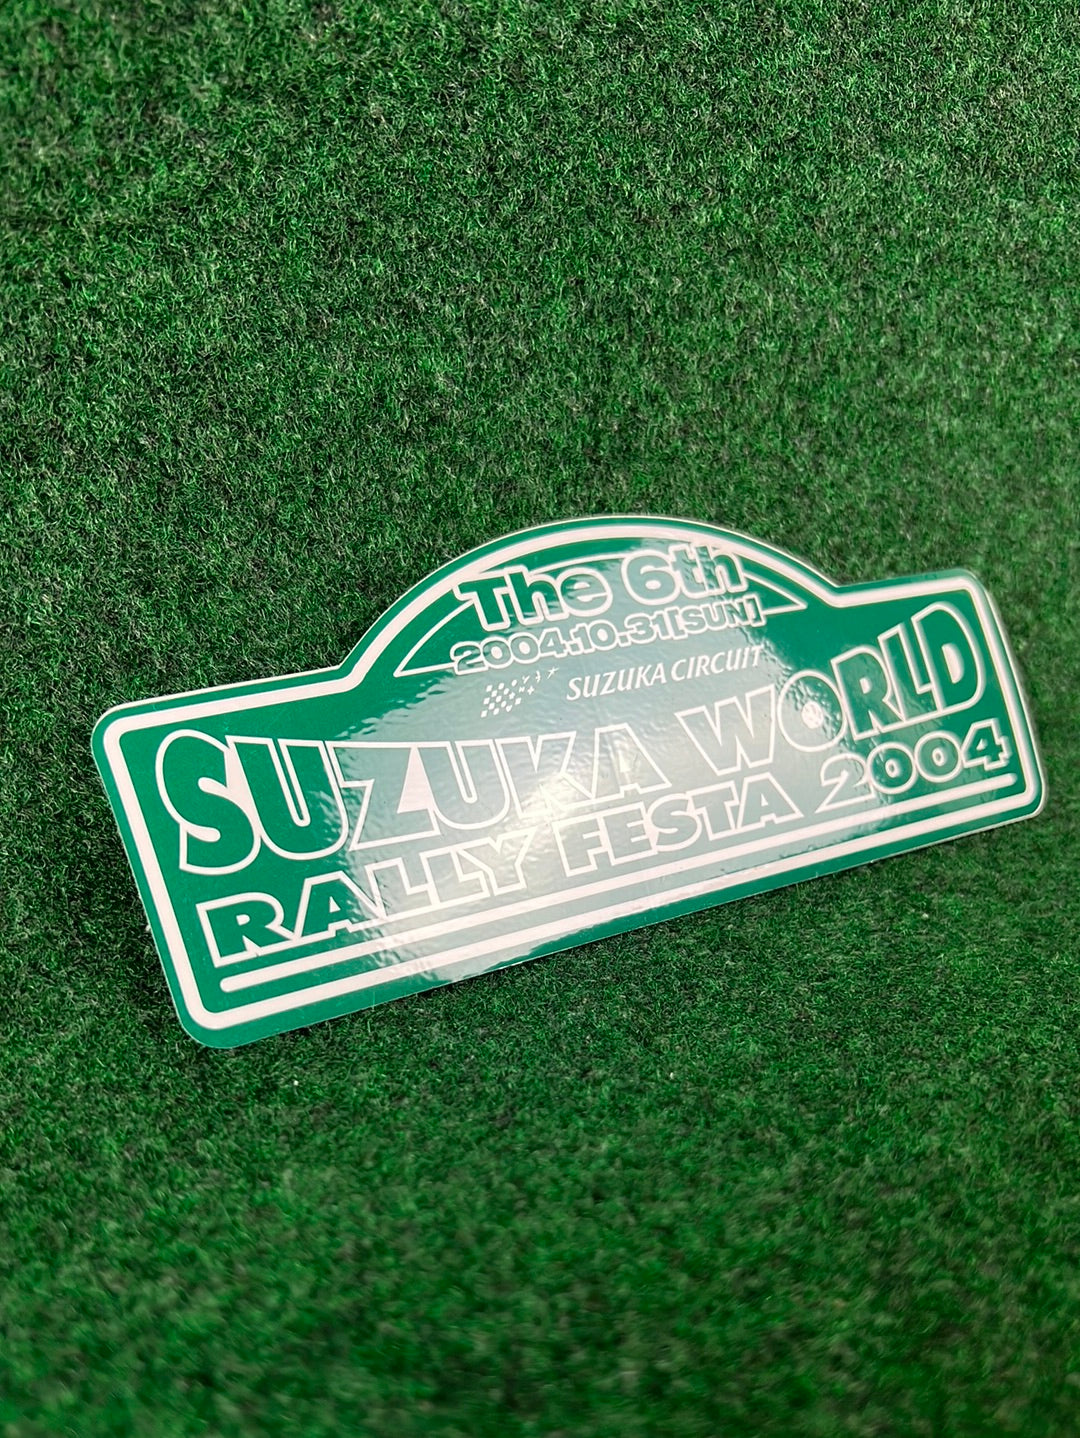 The 6th
2004.10.31[SUN]
SUZUKA CIRCUIT
SUZUKA WORLD
RALLY FESTA 2004